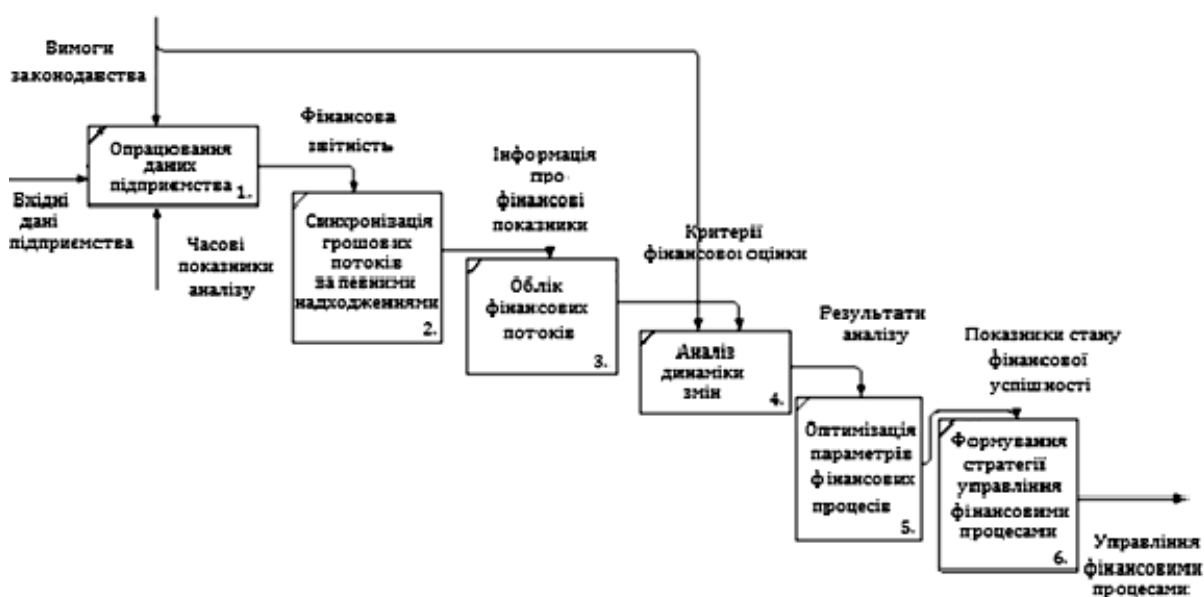 Вимоги
законодавства
Опрацювання
даних
підприємства
1.
Вхідні
дані
підприємства
Часові
показники
аналізу
Фінансова
звітність
Синхронізація
грошових
потоків
за певними
надходженнями
2.
Інформація
про
фінансові
показники
Облік
фінансових
потоків
3.
Критерії
фінансової оцінки
Аналіз
динаміки
змін
4.
Результати
аналізу
Оптимізація
параметрів
фінансових
процесів
5.
Показники стану
фінансової
успішності
Формування
стратегії
управління
фінансовими
процесами
6.
Управління
фінансовими
процесами